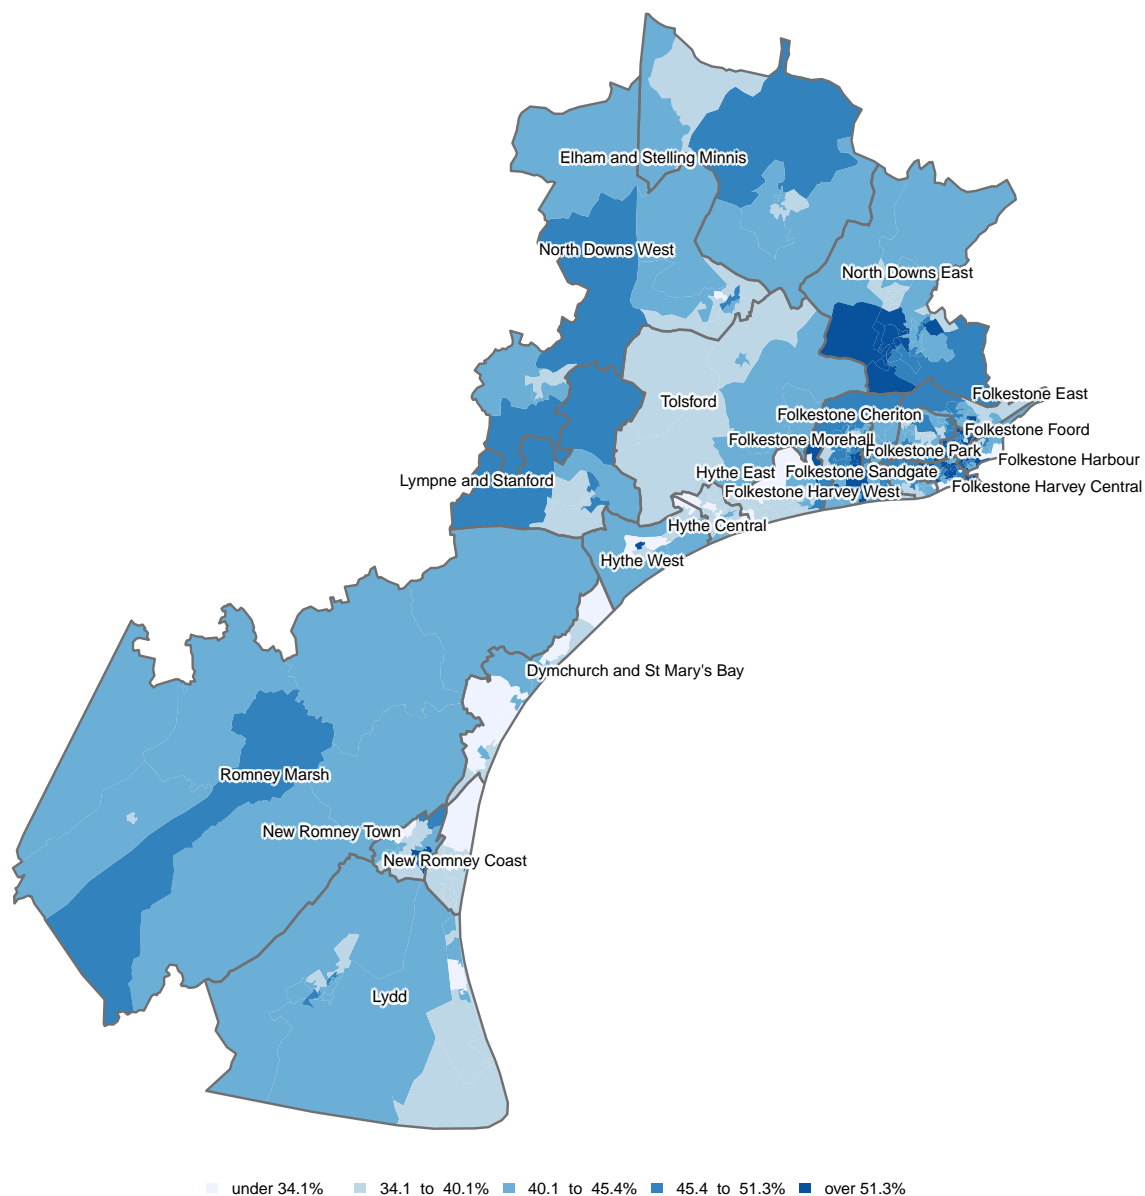 Elham and Stelling Minnis
North Downs West
North Downs East
Folkestone East
Tolsford
Folkestone Cheriton
Folkestone Foord
Folkestone Morehall
Folkestone Park
Folkestone Harbour
Hythe East
Folkestone Sandgate
Lympne and Stanford
Folkestone Harvey Central
Folkestone Harvey West
Hythe Central
Hythe West
Dymchurch and St Mary's Bay
Romney Marsh
New Romney Town
New Romney Coast
Lydd
under 34.1% 34.1 to 40.1% 40.1 to 45.4% 45.4 to 51.3% over 51.3%